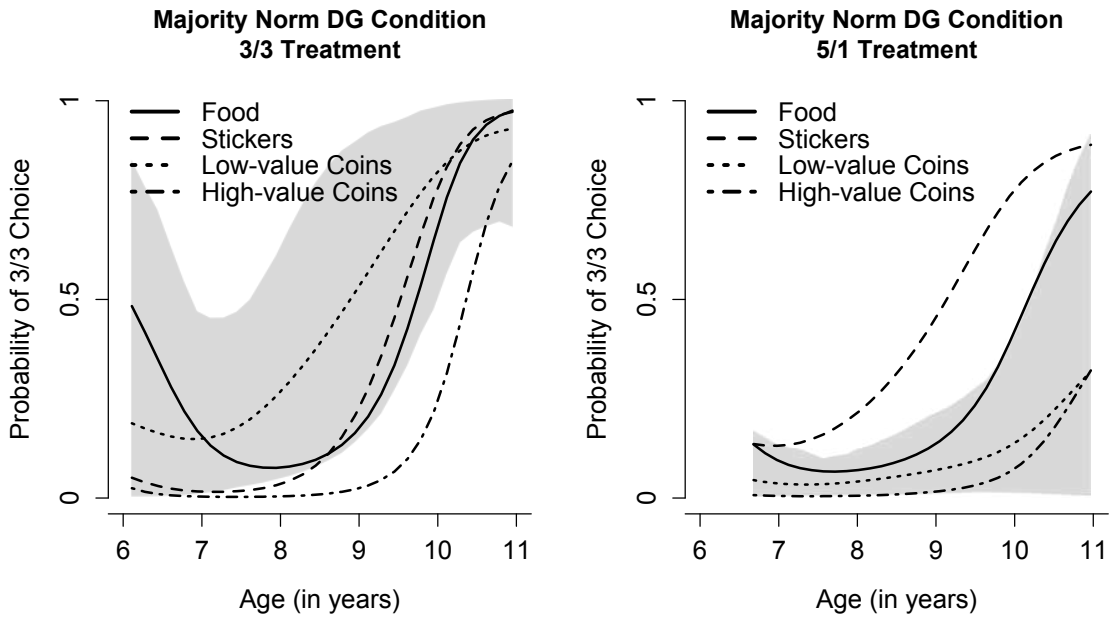 Majority Norm DG Condition
3/3 Treatment
Probability of 3/3 Choice
1
0.5
0
Food
Stickers
Low-value Coins
High-value Coins
6 7 8 9 10 11
Age (in years)
Majority Norm DG Condition
5/1 Treatment
Probability of 3/3 Choice
1
0.5
0
Food
Stickers
Low-value Coins
High-value Coins
6 7 8 9 10 11
Age (in years)